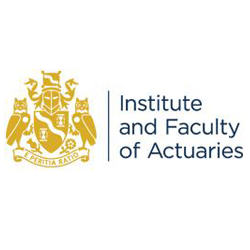 Institute
and Faculty
of Actuaries
E PERITIA RATIO